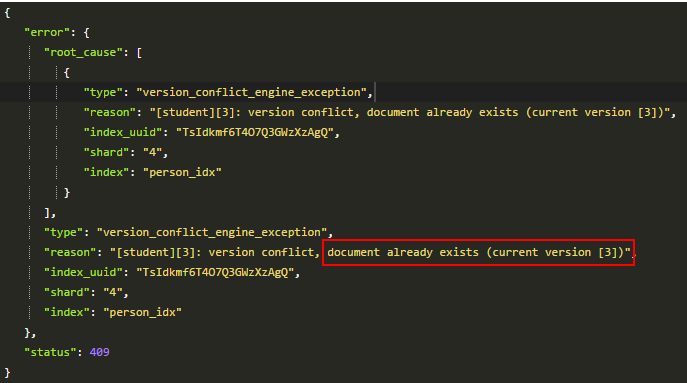 {
"error": {
"root_cause": [
{
"type": "version_conflict_engine_exception",
"reason": "[student][3]: version conflict, document already exists (current version [3])",
"index_uuid": "TsIdkmf6T4O7Q3GWzXzAgQ",
"shard": "4",
"index": "person_idx"
}
],
"type": "version_conflict_engine_exception",
"reason": "[student][3]: version conflict, document already exists (current version [3])",
"index_uuid": "TsIdkmf6T4O7Q3GWzXzAgQ",
"shard": "4",
"index": "person_idx"
},
"status": 409
}